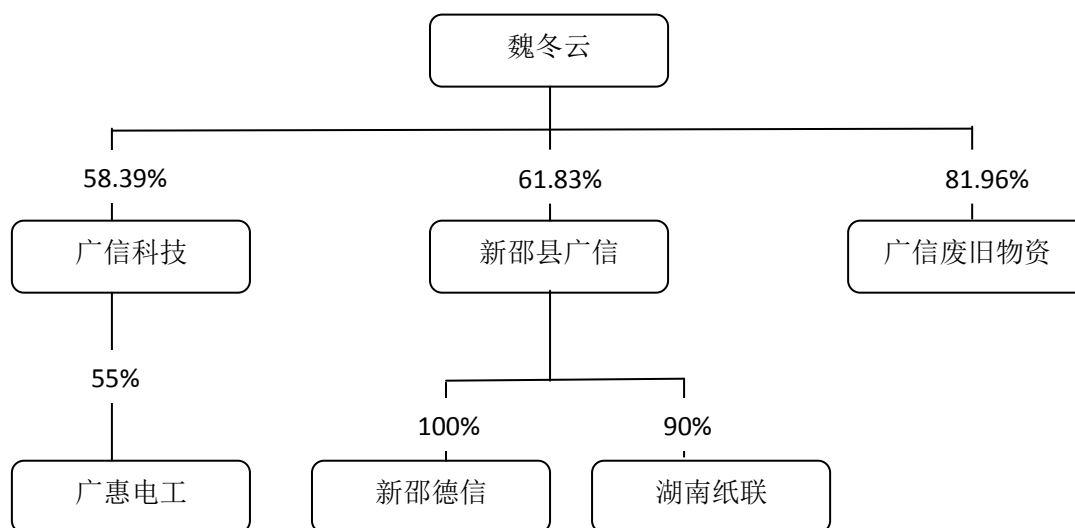 魏冬云
58.39%
61.83%
81.96%
广信科技
新邵县广信
广信废旧物资
55%
100%
90%
广惠电工
新邵德信
湖南纸联